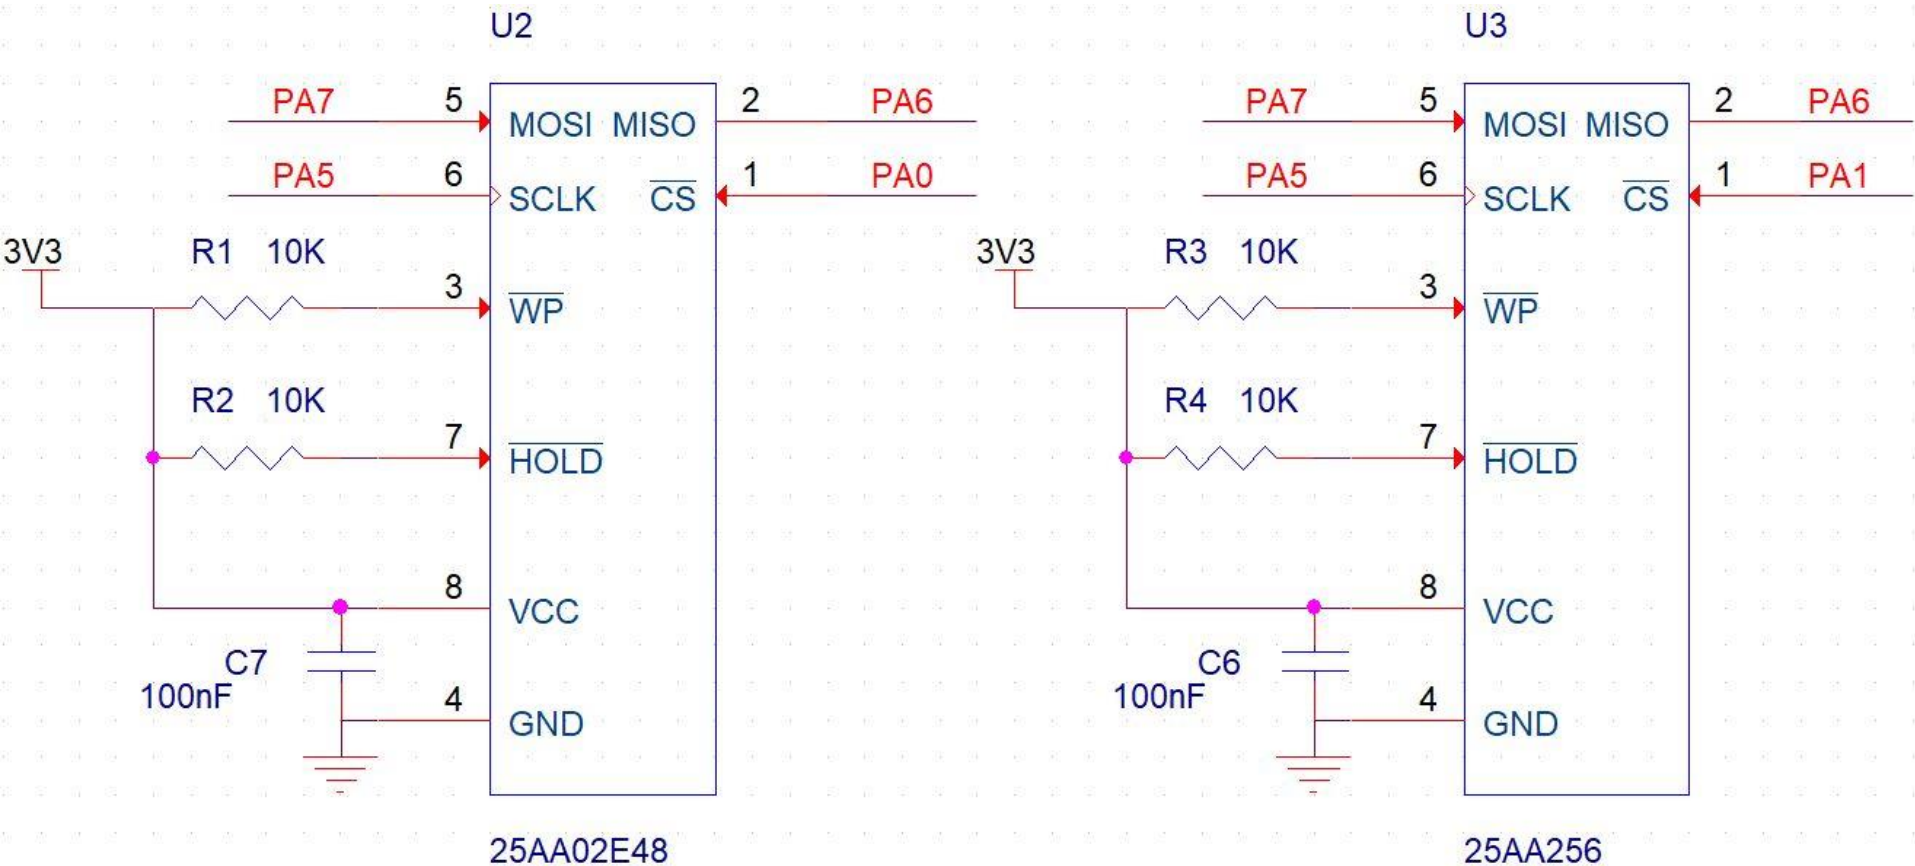 U2
PA7 5 MOSI MISO 2 PA6
PA5 6 SCLK CS 1 PA0
3V3 R1 10K 3 WP
R2 10K 7 HOLD
8 VCC
C7
100nF 4 GND
25AA02E48
U3
PA7 5 MOSI MISO 2 PA6
PA5 6 SCLK CS 1 PA1
3V3 R3 10K 3 WP
R4 10K 7 HOLD
8 VCC
C6
100nF 4 GND
25AA256